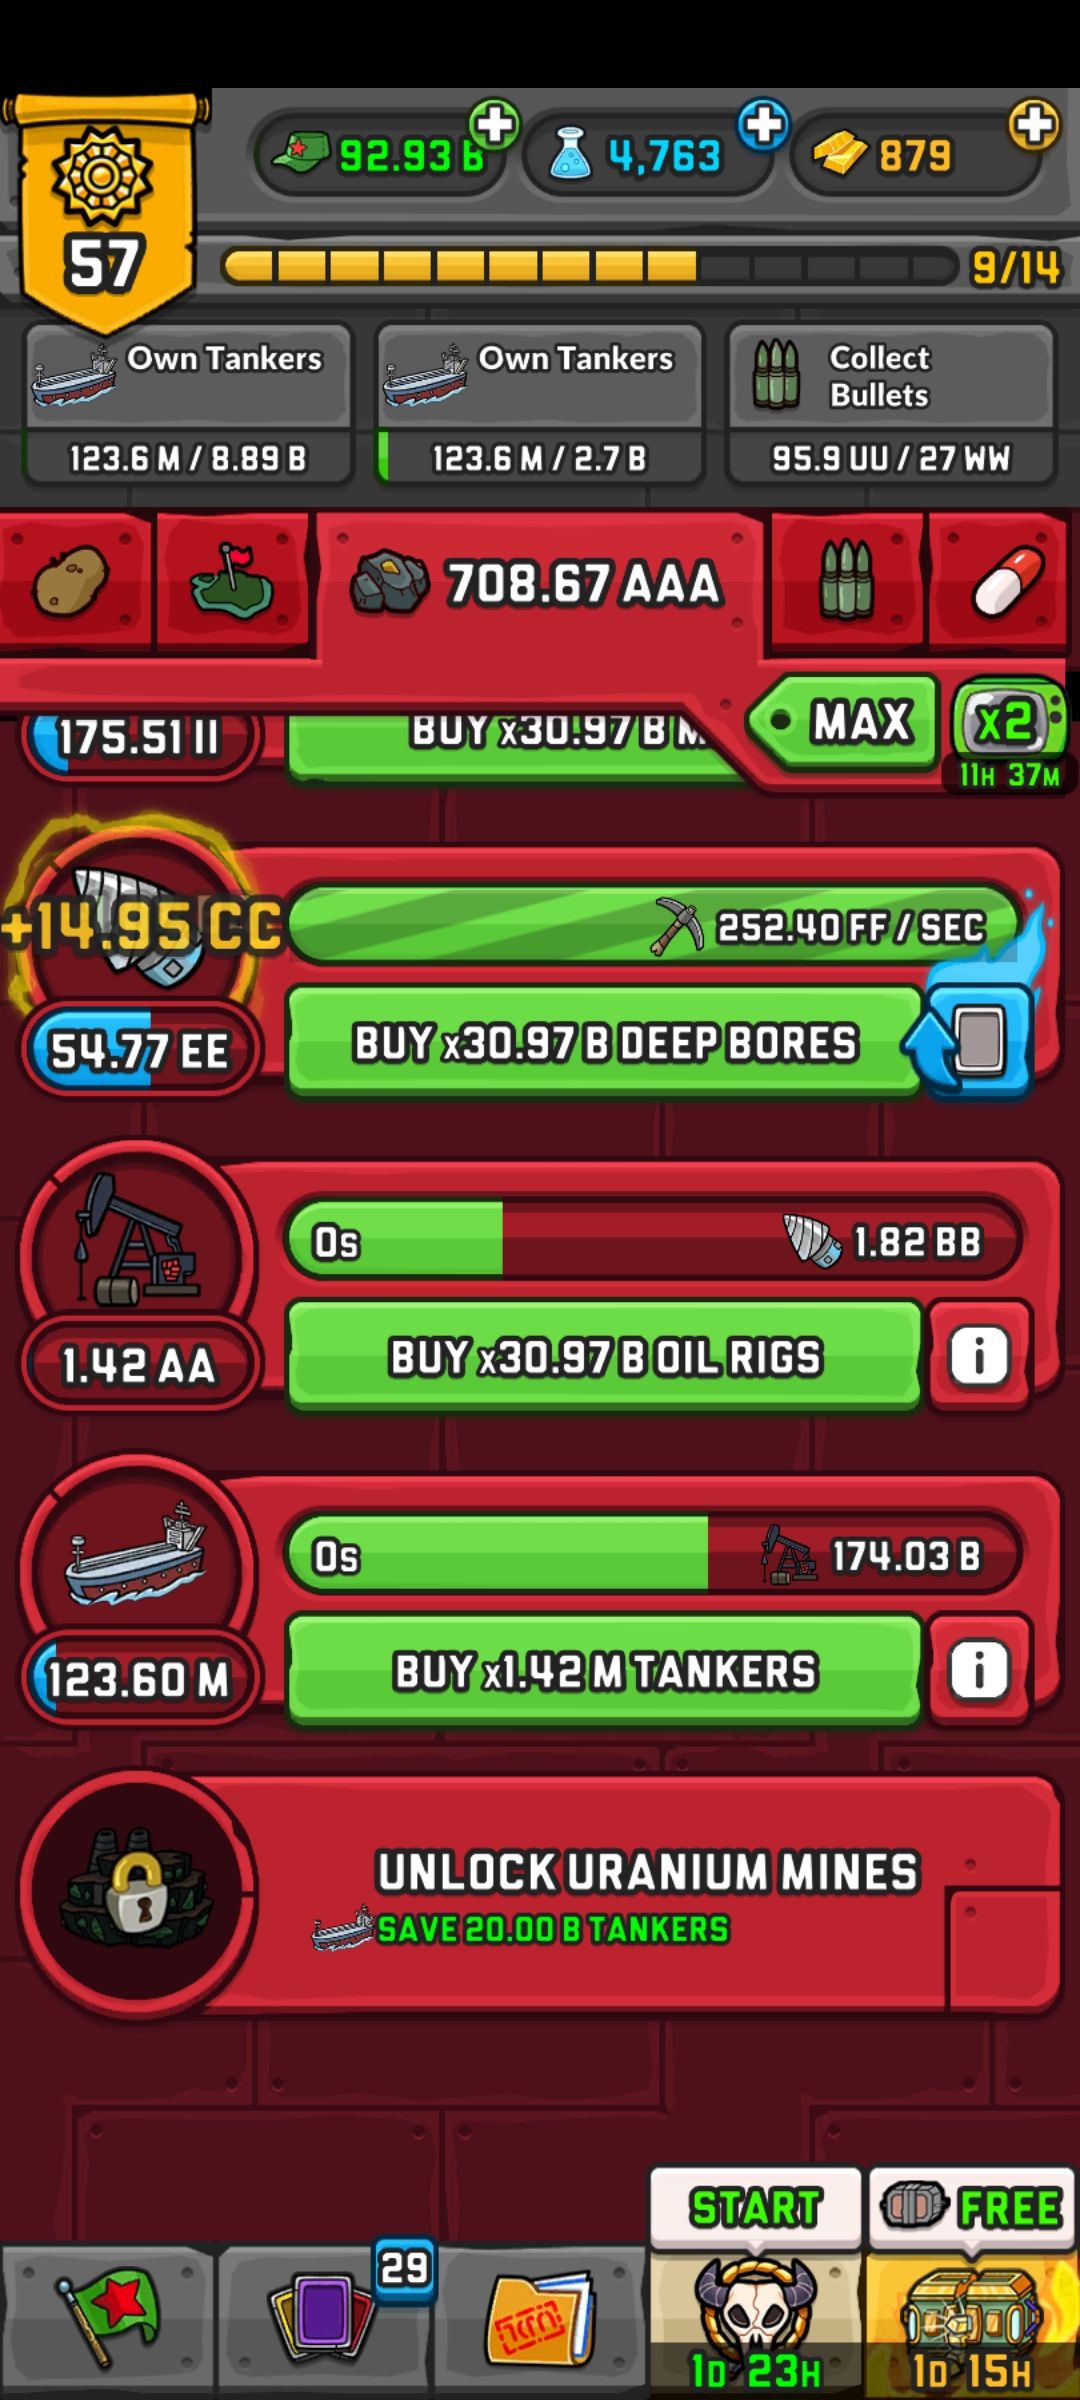 92.93 B
4,763
879
57
9/14
Own Tankers
123.6 M / 8.89 B
Own Tankers
123.6 M / 2.7 B
Collect
Bullets
95.9 UU / 27 WW
708.67 AAA
MAX
x2
11H 37M
175.51 II
BUY x30.97 B M
+14.95 CC
252.40 FF / SEC
54.77 EE
BUY x30.97 B DEEP BORES
0s
1.82 BB
1.42 AA
BUY x30.97 B OIL RIGS
i
0s
174.03 B
123.60 M
BUY x1.42 M TANKERS
i
UNLOCK URANIUM MINES
SAVE 20.00 B TANKERS
START
FREE
29
1D 23H
1D 15H